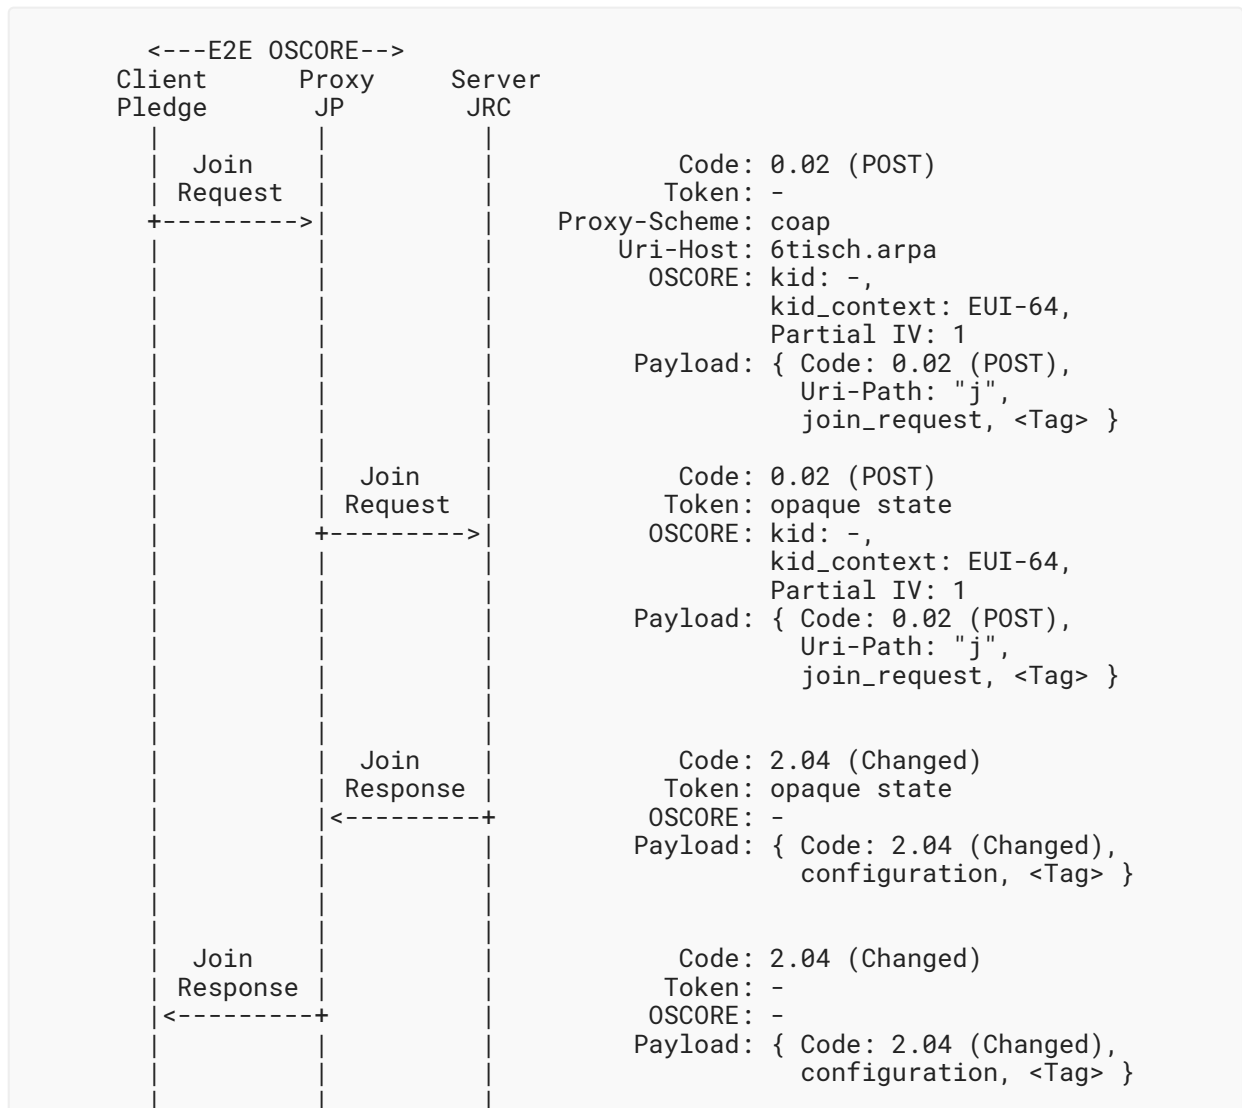 <---E2E OSCORE-->
Client      Proxy     Server
Pledge       JP         JRC
|          |          |
|  Join    |          |            Code: 0.02 (POST)
| Request  |          |           Token: -
+--------->|          |    Proxy-Scheme: coap
|          |          |        Uri-Host: 6tisch.arpa
|          |          |          OSCORE: kid: -,
|          |          |                  kid_context: EUI-64,
|          |          |                  Partial IV: 1
|          |          |         Payload: { Code: 0.02 (POST),
|          |          |                    Uri-Path: "j",
|          |          |                    join_request, <Tag> }
|          |          |
|          |  Join    |            Code: 0.02 (POST)
|          | Request  |           Token: opaque state
|          +--------->|          OSCORE: kid: -,
|          |          |                  kid_context: EUI-64,
|          |          |                  Partial IV: 1
|          |          |         Payload: { Code: 0.02 (POST),
|          |          |                    Uri-Path: "j",
|          |          |                    join_request, <Tag> }
|          |          |
|          |          |
|          |  Join    |            Code: 2.04 (Changed)
|          | Response |           Token: opaque state
|          |<---------+          OSCORE: -
|          |          |         Payload: { Code: 2.04 (Changed),
|          |          |                    configuration, <Tag> }
|          |          |
|          |          |
|  Join    |          |            Code: 2.04 (Changed)
| Response |          |           Token: -
|<---------+          |          OSCORE: -
|          |          |         Payload: { Code: 2.04 (Changed),
|          |          |                    configuration, <Tag> }
|          |          |